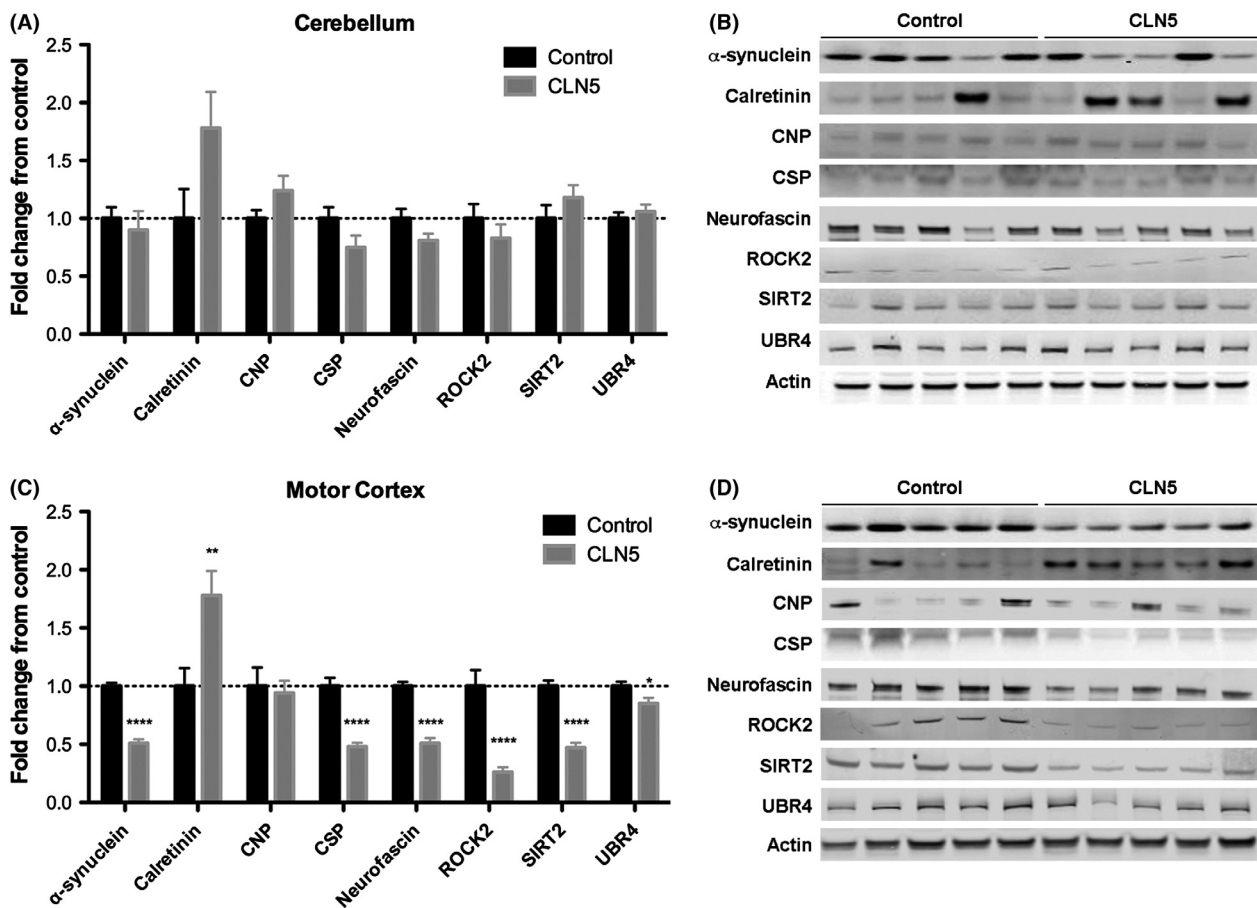 (A)
Cerebellum
Fold change from control
2.5
2.0
1.5
1.0
0.5
0.0
Control
CLN5
α-synuclein
Calretinin
CNP
CSP
Neurofascin
ROCK2
SIRT2
UBR4
(B)
Control CLN5
α-synuclein
Calretinin
CNP
CSP
Neurofascin
ROCK2
SIRT2
UBR4
Actin
(C)
Motor Cortex
Fold change from control
2.5
2.0
1.5
1.0
0.5
0.0
Control
CLN5
****
**
****
****
****
****
*
α-synuclein
Calretinin
CNP
CSP
Neurofascin
ROCK2
SIRT2
UBR4
(D)
Control CLN5
α-synuclein
Calretinin
CNP
CSP
Neurofascin
ROCK2
SIRT2
UBR4
Actin